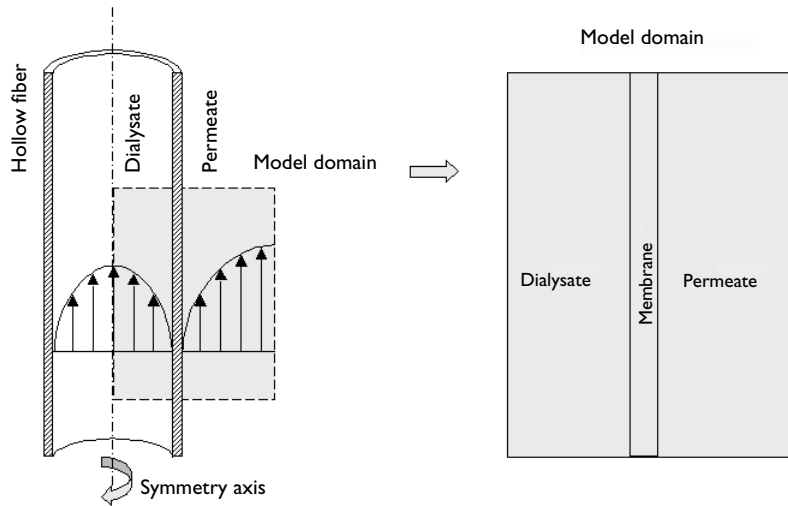 Model domain
Hollow fiber
Dialysate
Permeate
Model domain
Dialysate
Membrane
Permeate
Symmetry axis